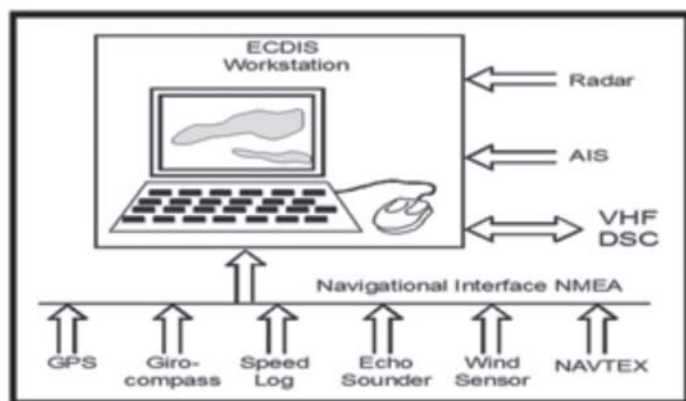 ECDIS
Workstation
Radar
AIS
VHF
DSC
Navigational Interface NMEA
GPS
Giro-
compass
Speed
Log
Echo
Sounder
Wind
Sensor
NAVTEX